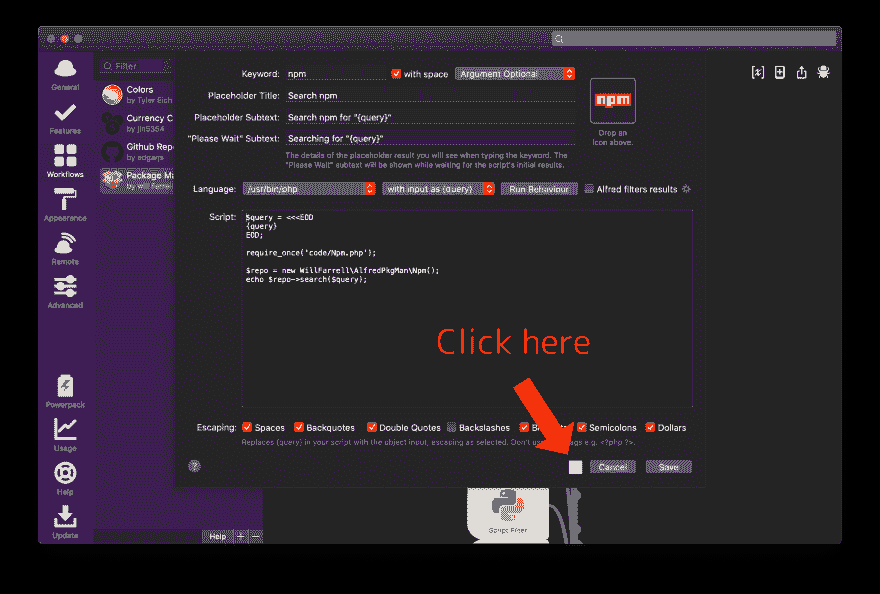 Filter
General
Features
Workflows
Appearance
Remote
Advanced
Powerpack
Usage
Help
Update
Colors
by Tyler Eich
Currency C
by jin5354
Github Rep
by edgarjs
Package Ma
by Will Farre
Help + −
Keyword: npm with space Argument Optional
Placeholder Title: Search npm
Placeholder Subtext: Search npm for "{query}"
"Please Wait" Subtext: Searching for "{query}"
The details of the placeholder result you will see when typing the keyword. The
"Please Wait" subtext will be shown while waiting for the script's initial results.
npm
Drop an
icon above.
Language: /usr/bin/php with input as {query} Run Behaviour Alfred filters results
Script: $query = <<<EOD
{query}
EOD;
require_once('code/Npm.php');
$repo = new WillFarrell\AlfredPkgMan\Npm();
echo $repo->search($query);
Click here
Escaping: Spaces Backquotes Double Quotes Backslashes Semicolons Dollars
Replaces {query} in your script with the object input, escaping as selected. Don't use tags e.g. <?php ?>.
? Cancel Save
Script Filter